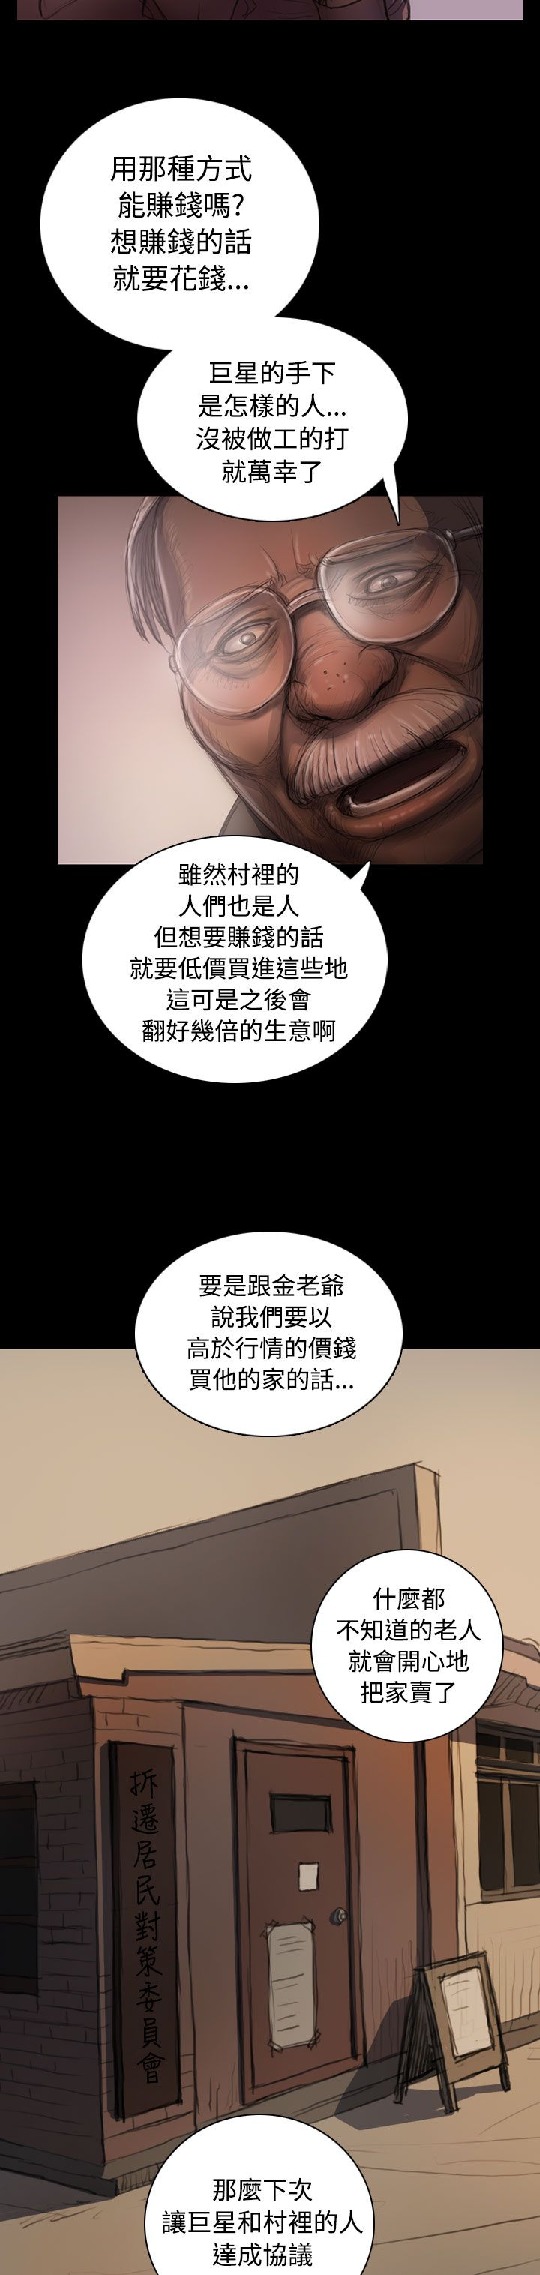 用那種方式
能賺錢嗎?
想賺錢的話
就要花錢...
巨星的手下
是怎樣的人...
沒被做工的打
就萬幸了
雖然村裡的
人們也是人
但想要賺錢的話
就要低價買進這些地
這可是之後會
翻好幾倍的生意啊
要是跟金老爺
說我們要以
高於行情的價錢
買他的家的話...
什麼都
不知道的老人
就會開心地
把家賣了
拆遷居民對策委員會
那麼下次
讓巨星和村裡的人
達成協議